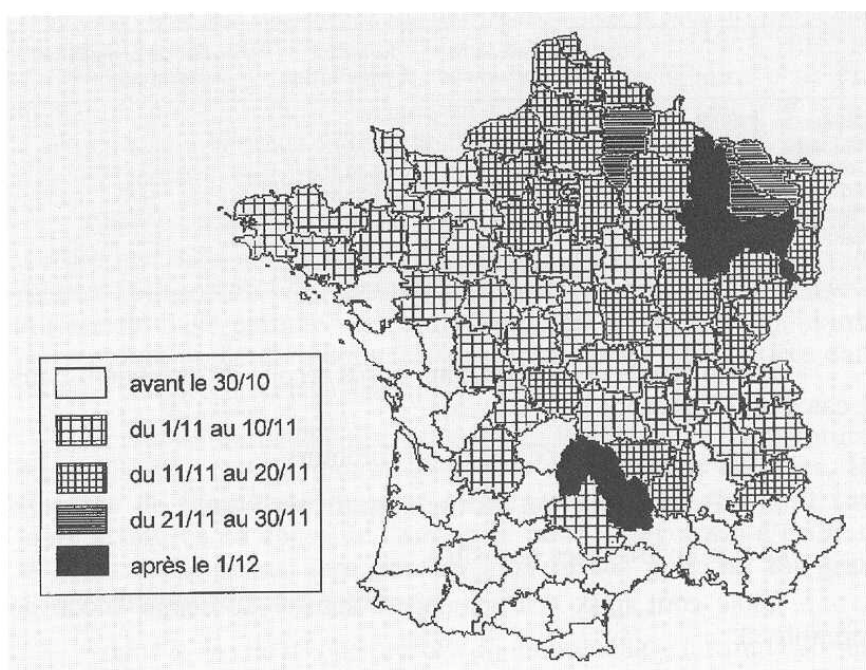 avant le 30/10
du 1/11 au 10/11
du 11/11 au 20/11
du 21/11 au 30/11
après le 1/12